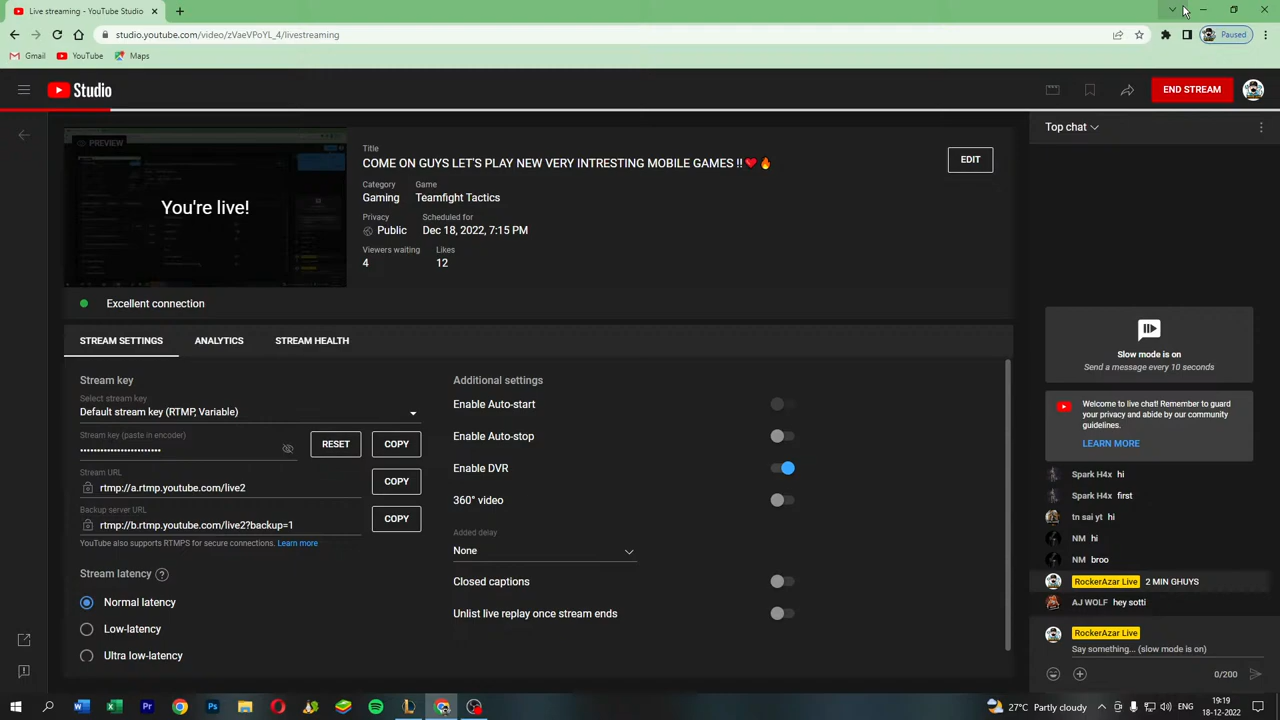 Live streaming - YouTube Studio
studio.youtube.com/video/zVaeVPoYL_4/livestreaming
Paused
Gmail
YouTube
Maps
Studio
END STREAM
PREVIEW
You're live!
Title
COME ON GUYS LET'S PLAY NEW VERY INTRESTING MOBILE GAMES !!❤️🔥
EDIT
Category Game
Gaming Teamfight Tactics
Privacy Scheduled for
Public Dec 18, 2022, 7:15 PM
Viewers waiting Likes
4 12
Excellent connection
STREAM SETTINGS
ANALYTICS
STREAM HEALTH
Stream key
Select stream key
Default stream key (RTMP, Variable)
Stream key (paste in encoder)
••••••••••••••••••••••••
RESET
COPY
Stream URL
rtmp://a.rtmp.youtube.com/live2
COPY
Backup server URL
rtmp://b.rtmp.youtube.com/live2?backup=1
COPY
YouTube also supports RTMPS for secure connections. Learn more
Stream latency
Normal latency
Low-latency
Ultra low-latency
Additional settings
Enable Auto-start
Enable Auto-stop
Enable DVR
360° video
Added delay
None
Closed captions
Unlist live replay once stream ends
Top chat
Slow mode is on
Send a message every 10 seconds
Welcome to live chat! Remember to guard
your privacy and abide by our community
guidelines.
LEARN MORE
Spark H4x hi
Spark H4x first
tn sai yt hi
NM hi
NM broo
RockerAzar Live 2 MIN GHUYS
AJ WOLF hey sotti
RockerAzar Live
Say something... (slow mode is on)
0/200
27°C Partly cloudy
ENG
19:19
18-12-2022